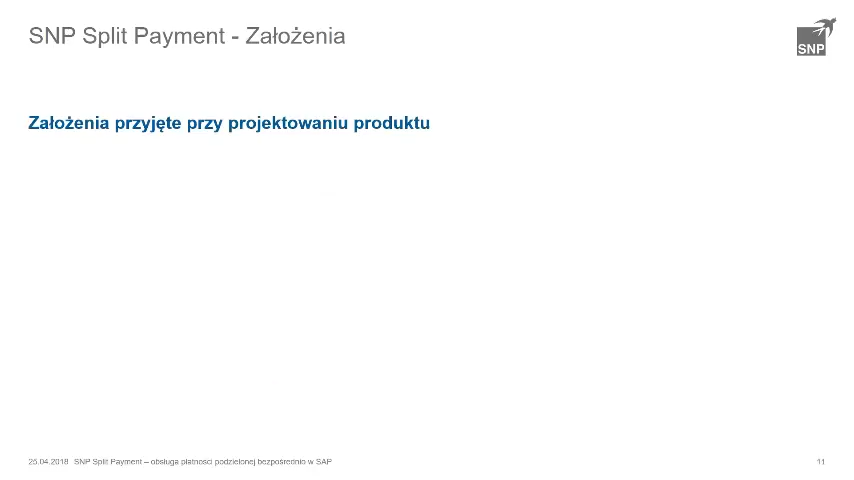 SNP Split Payment - Założenia
SNP
Założenia przyjęte przy projektowaniu produktu
25.04.2018 SNP Split Payment – obsługa płatności podzielonej bezpośrednio w SAP
11